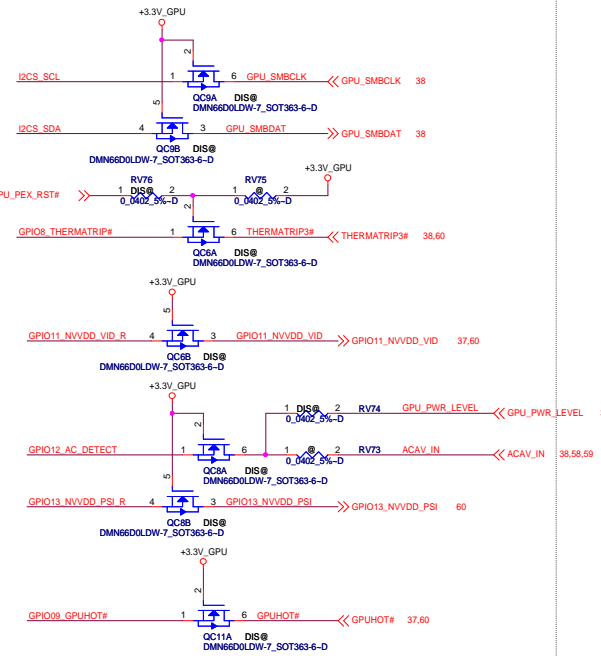 +3.3V_GPU
2
I2CS_SCL 1 6 GPU_SMBCLK GPU_SMBCLK 38
QC9A DIS@
DMN66D0LDW-7_SOT363-6~D
5
I2CS_SDA 4 3 GPU_SMBDAT GPU_SMBDAT 38
QC9B DIS@
DMN66D0LDW-7_SOT363-6~D
+3.3V_GPU
RV76 RV75
PU_PEX_RST# 1 DIS@ 2 1 @ 2
0_0402_5%~D 0_0402_5%~D
2
GPIO8_THERMATRIP# 1 6 THERMATRIP3# THERMATRIP3# 38,60
QC6A DIS@
DMN66D0LDW-7_SOT363-6~D
+3.3V_GPU
5
GPIO11_NVVDD_VID_R 4 3 GPIO11_NVVDD_VID GPIO11_NVVDD_VID 37,60
QC6B DIS@
DMN66D0LDW-7_SOT363-6~D
+3.3V_GPU
1 DIS@ 2 RV74 GPU_PWR_LEVEL GPU_PWR_LEVEL
0_0402_5%~D
2
GPIO12_AC_DETECT 1 6 1 @ 2 RV73 ACAV_IN ACAV_IN 38,58,59
0_0402_5%~D
QC8A DIS@
DMN66D0LDW-7_SOT363-6~D
5
GPIO13_NVVDD_PSI_R 4 3 GPIO13_NVVDD_PSI GPIO13_NVVDD_PSI 60
QC8B DIS@
DMN66D0LDW-7_SOT363-6~D
+3.3V_GPU
2
GPIO09_GPUHOT# 1 6 GPUHOT# GPUHOT# 37,60
QC11A DIS@
DMN66D0LDW-7_SOT363-6~D